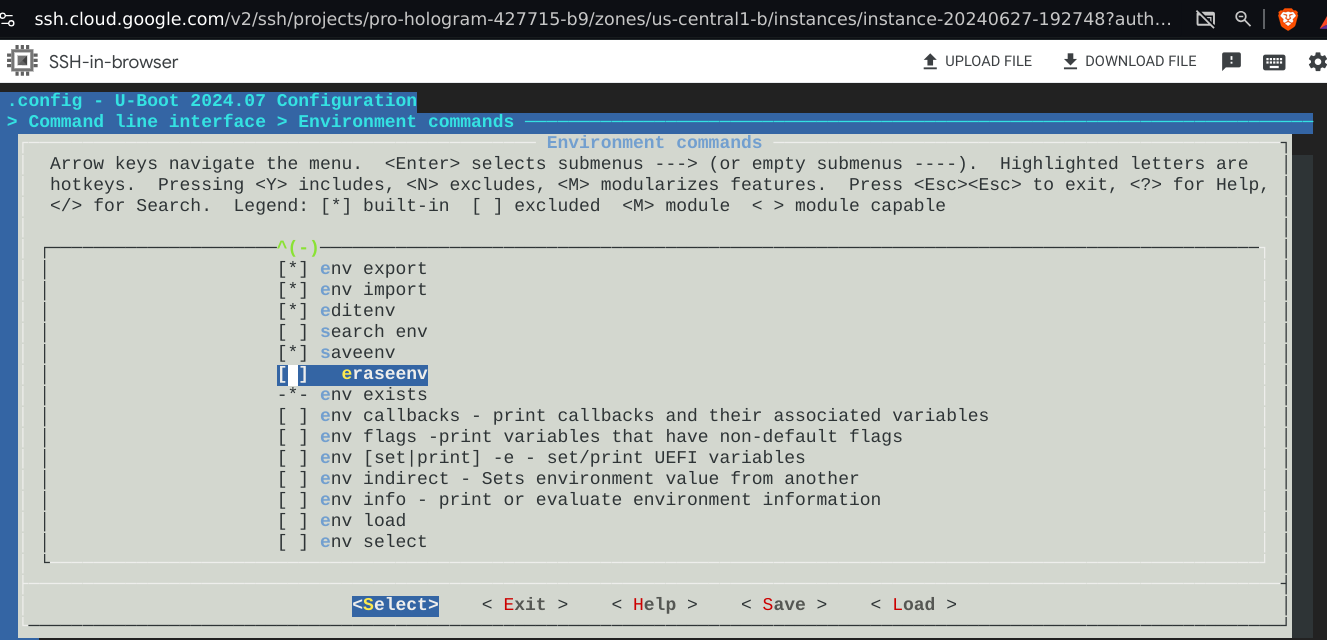 ssh.cloud.google.com/v2/ssh/projects/pro-hologram-427715-b9/zones/us-central1-b/instances/instance-20240627-192748?auth...
SSH-in-browser UPLOAD FILE DOWNLOAD FILE
.config - U-Boot 2024.07 Configuration
> Command line interface > Environment commands
Environment commands
Arrow keys navigate the menu. <Enter> selects submenus ---> (or empty submenus ----). Highlighted letters are
hotkeys. Pressing <Y> includes, <N> excludes, <M> modularizes features. Press <Esc><Esc> to exit, <?> for Help,
</> for Search. Legend: [*] built-in [ ] excluded <M> module < > module capable
^(-)
[*] env export
[*] env import
[*] editenv
[ ] search env
[*] saveenv
[ ] eraseenv
-*- env exists
[ ] env callbacks - print callbacks and their associated variables
[ ] env flags -print variables that have non-default flags
[ ] env [set|print] -e - set/print UEFI variables
[ ] env indirect - Sets environment value from another
[ ] env info - print or evaluate environment information
[ ] env load
[ ] env select
<Select> < Exit > < Help > < Save > < Load >